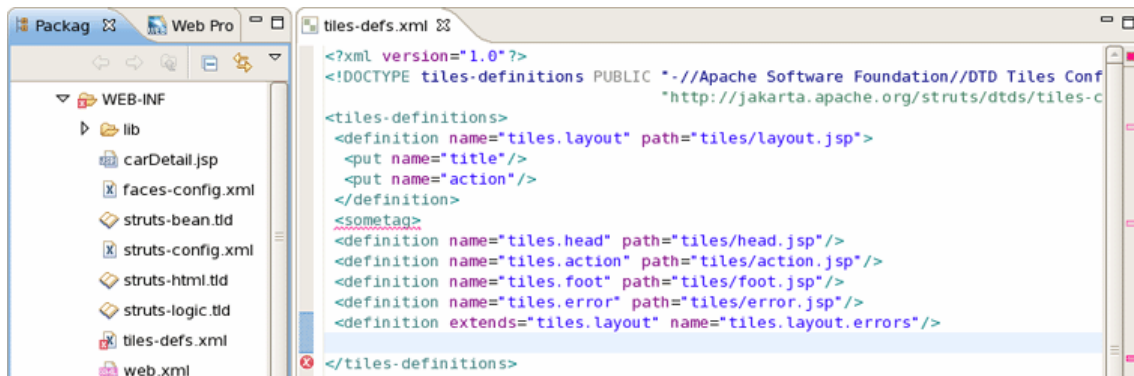 Packag
Web Pro
tiles-defs.xml
WEB-INF
lib
carDetail.jsp
faces-config.xml
struts-bean.tld
struts-config.xml
struts-html.tld
struts-logic.tld
tiles-defs.xml
web.xml
<?xml version="1.0"?>
<!DOCTYPE tiles-definitions PUBLIC "-//Apache Software Foundation//DTD Tiles Conf
"http://jakarta.apache.org/struts/dtds/tiles-c
<tiles-definitions>
<definition name="tiles.layout" path="tiles/layout.jsp">
<put name="title"/>
<put name="action"/>
</definition>
<sometag>
<definition name="tiles.head" path="tiles/head.jsp"/>
<definition name="tiles.action" path="tiles/action.jsp"/>
<definition name="tiles.foot" path="tiles/foot.jsp"/>
<definition name="tiles.error" path="tiles/error.jsp"/>
<definition extends="tiles.layout" name="tiles.layout.errors"/>
</tiles-definitions>